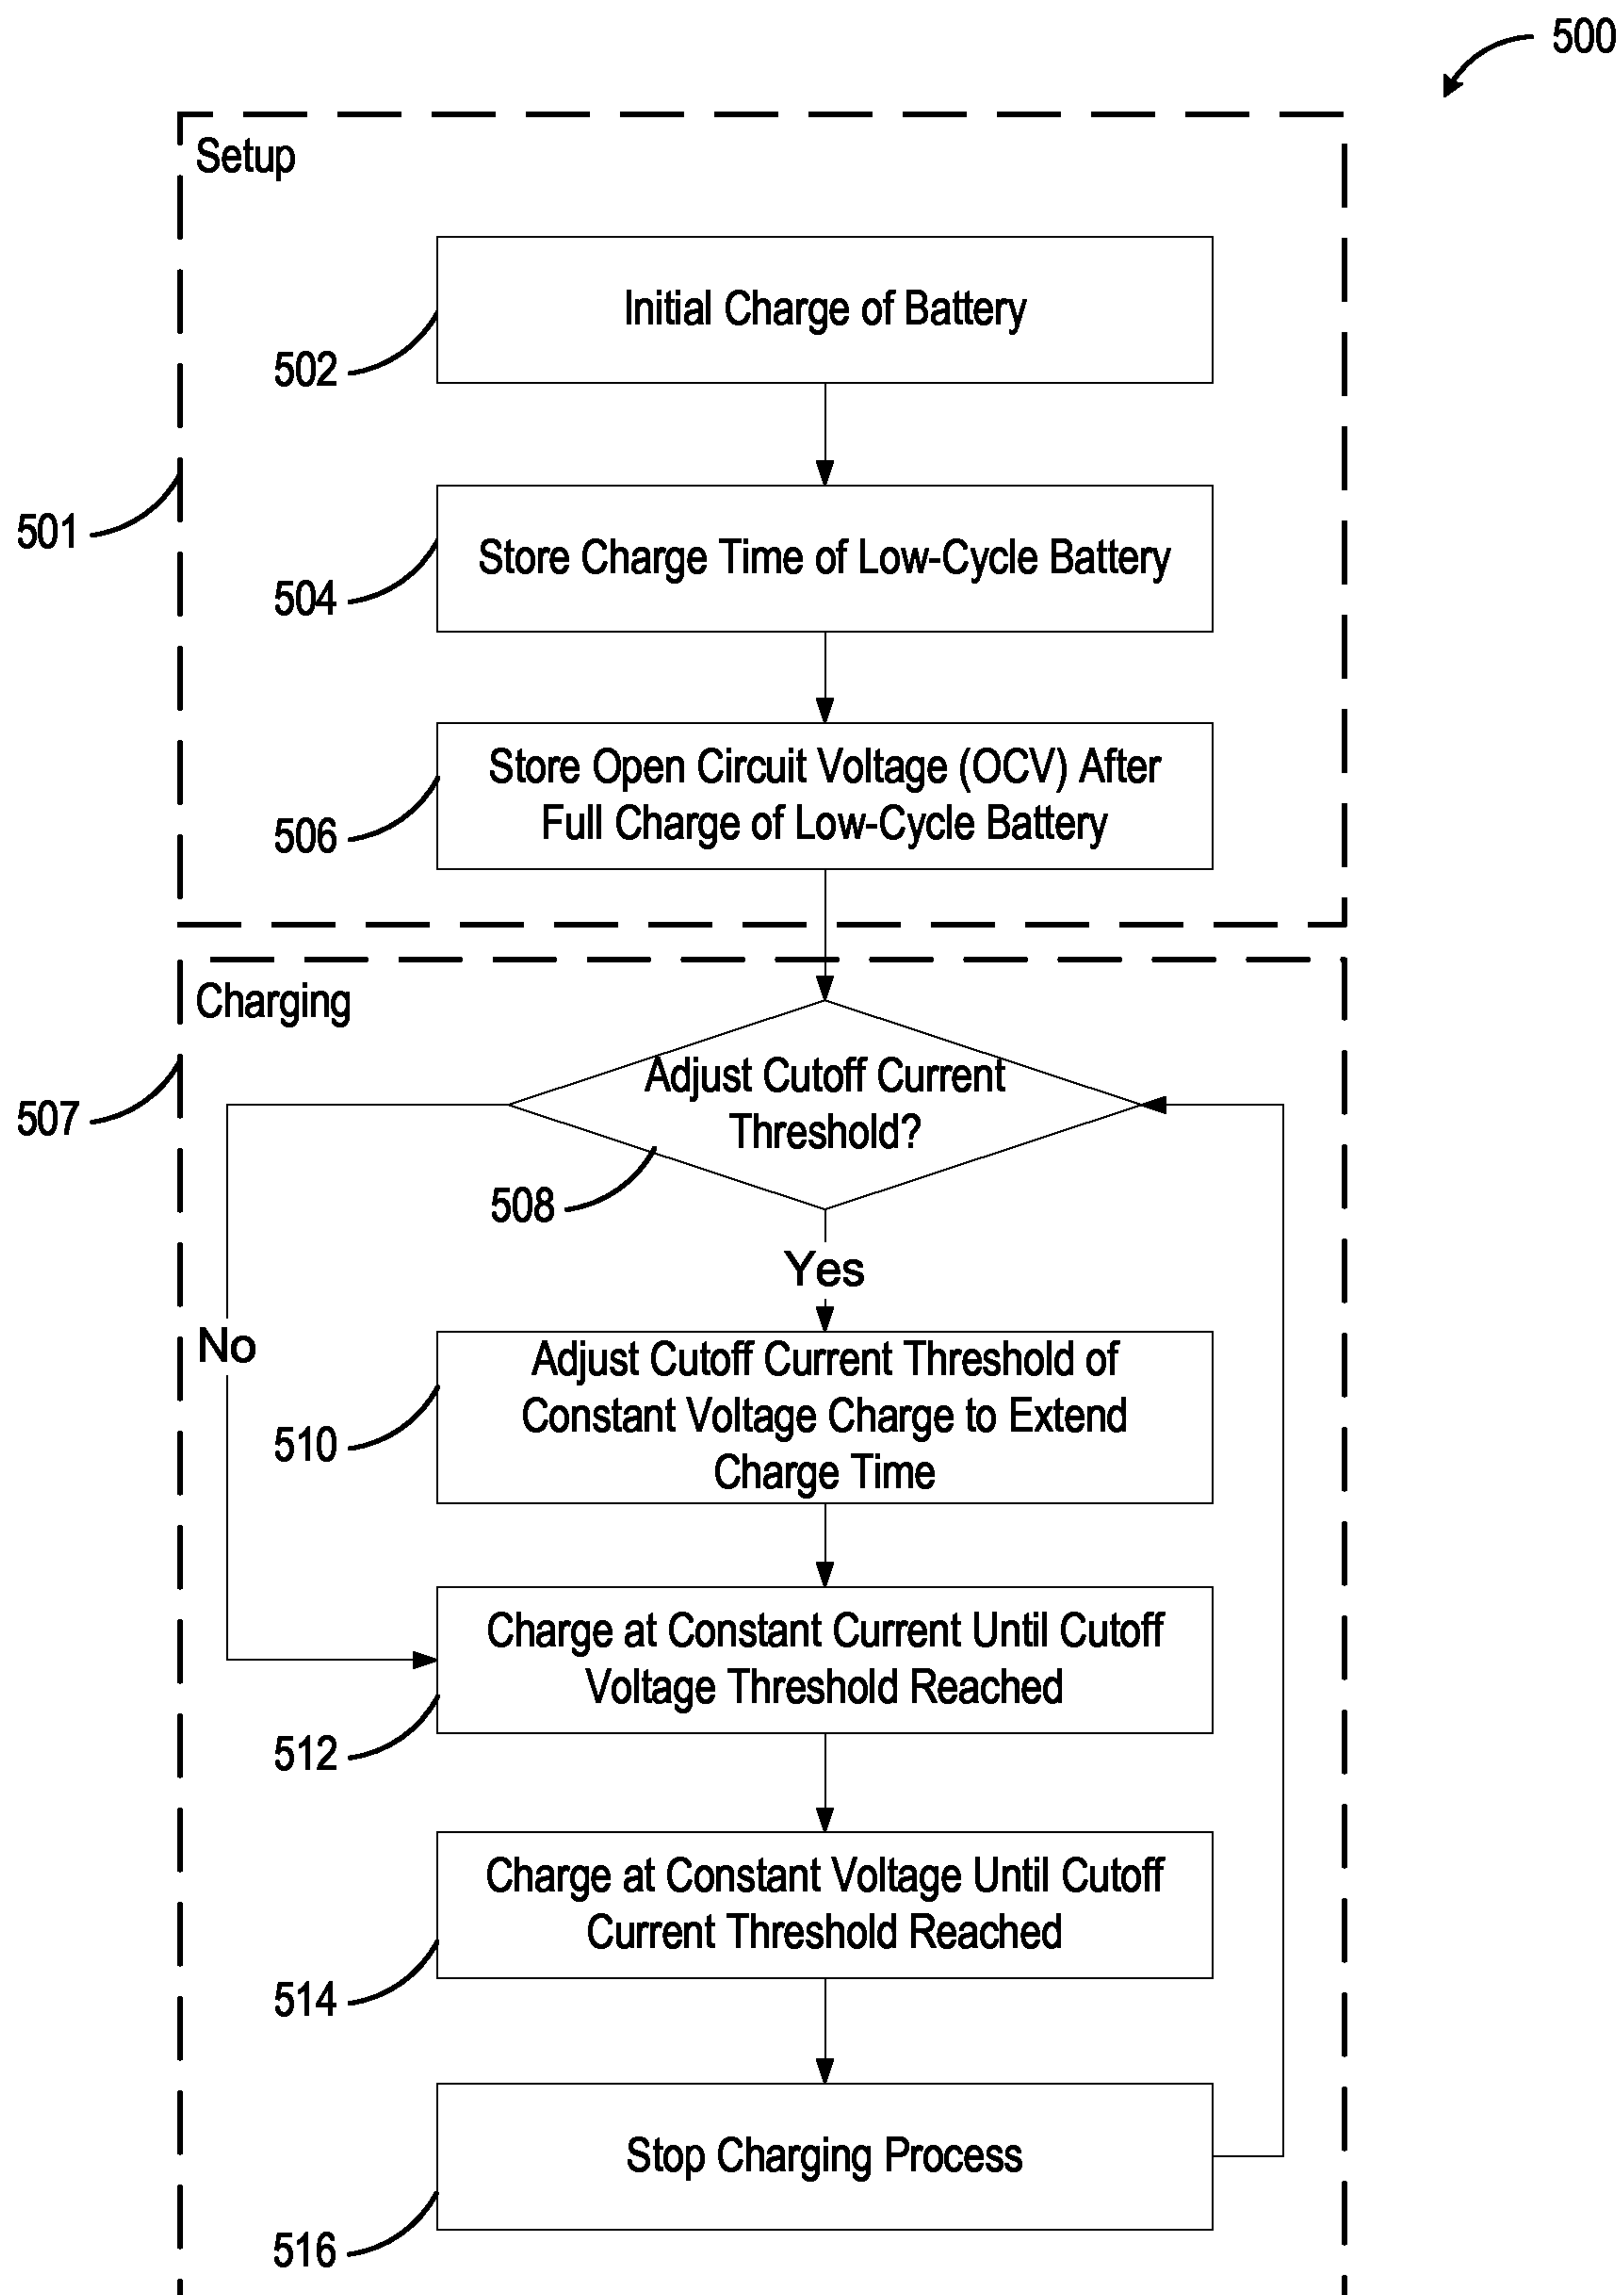 500
Setup
Initial Charge of Battery
502
501
Store Charge Time of Low-Cycle Battery
504
Store Open Circuit Voltage (OCV) After
Full Charge of Low-Cycle Battery
506
Charging
507
Adjust Cutoff Current
Threshold?
508
Yes
No
Adjust Cutoff Current Threshold of
Constant Voltage Charge to Extend
Charge Time
510
Charge at Constant Current Until Cutoff
Voltage Threshold Reached
512
Charge at Constant Voltage Until Cutoff
Current Threshold Reached
514
Stop Charging Process
516